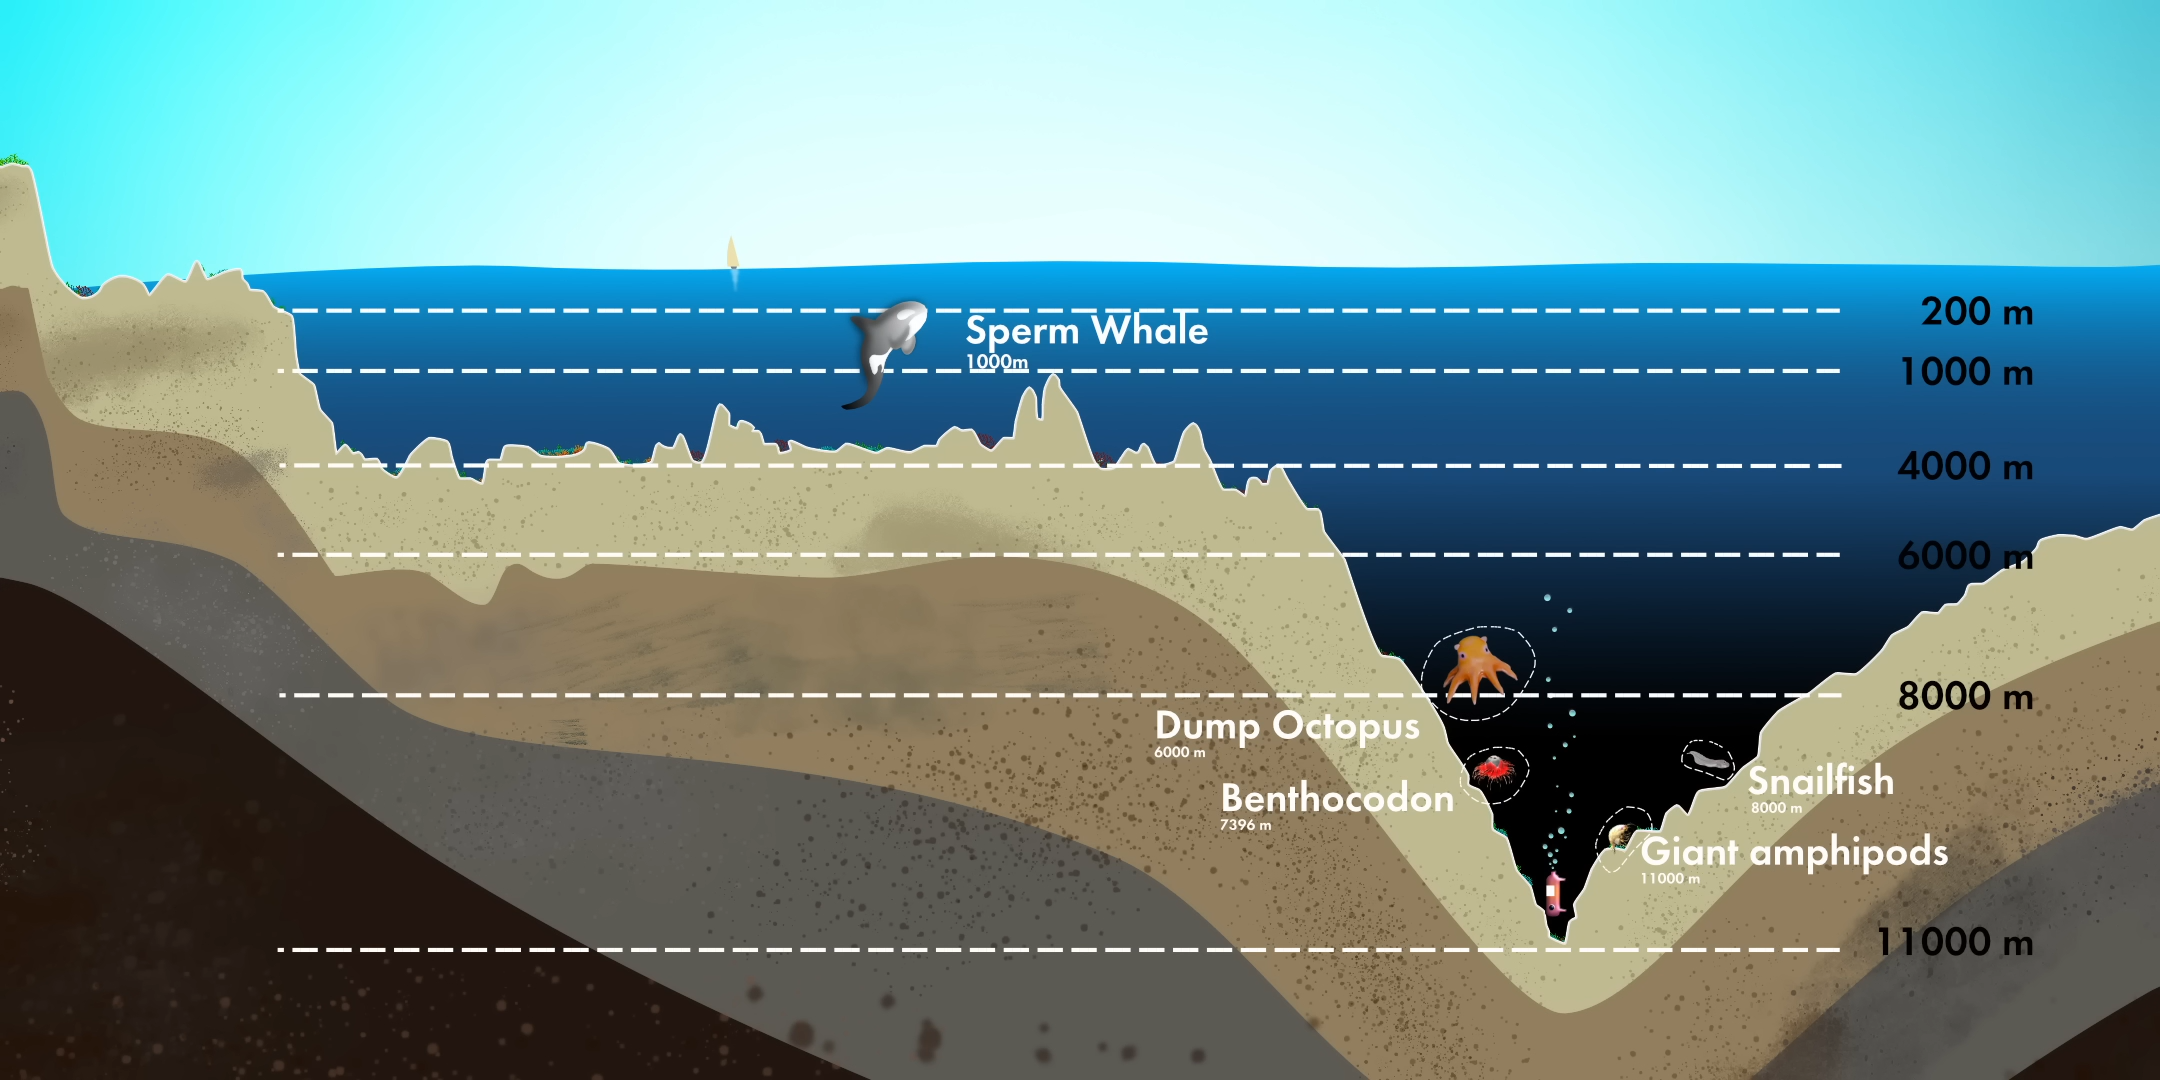 200 m
Sperm Whale
1000m
1000 m
4000 m
6000 m
8000 m
Dump Octopus
6000 m
Benthocodon
7396 m
Snailfish
8000 m
Giant amphipods
11000 m
11000 m